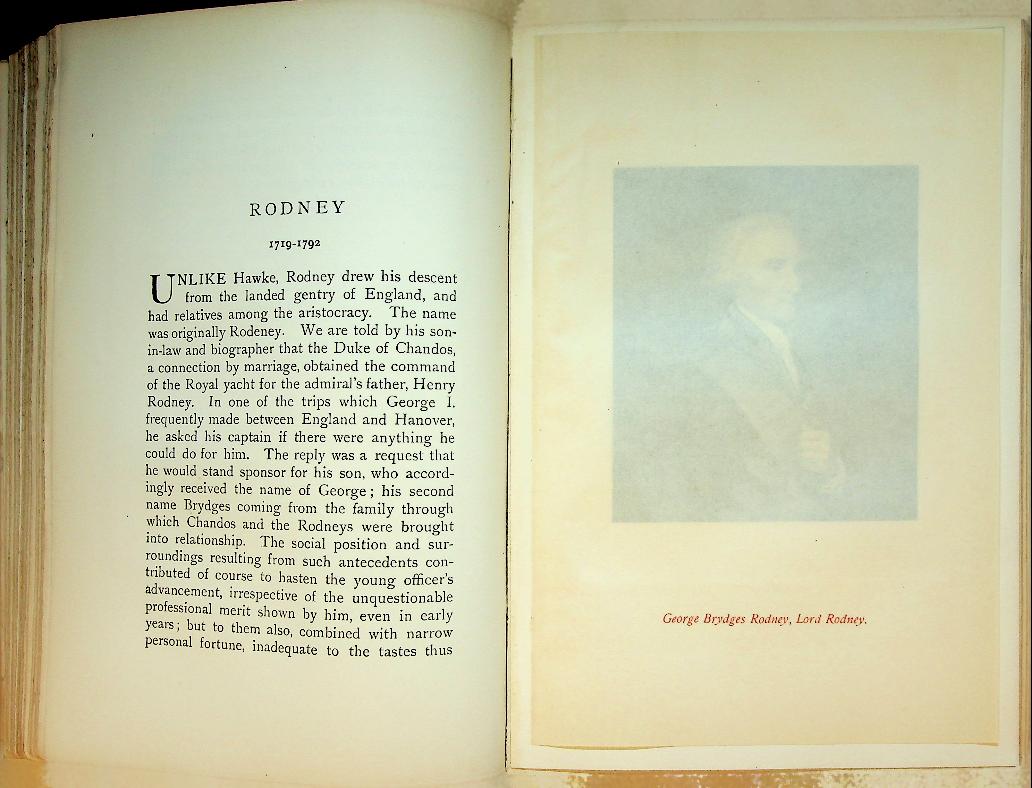 RODNEY
1719-1792
UNLIKE Hawke, Rodney drew his descent
from the landed gentry of England, and
had relatives among the aristocracy. The name
was originally Rodeney. We are told by his son-
in-law and biographer that the Duke of Chandos,
a connection by marriage, obtained the command
of the Royal yacht for the admiral's father, Henry
Rodney. In one of the trips which George I.
frequently made between England and Hanover,
he asked his captain if there were anything he
could do for him. The reply was a request that
he would stand sponsor for his son, who accord-
ingly received the name of George; his second
name Brydges coming from the family through
which Chandos and the Rodneys were brought
into relationship. The social position and sur-
roundings resulting from such antecedents con-
tributed of course to hasten the young officer's
advancement, irrespective of the unquestionable
professional merit shown by him, even in early
years; but to them also, combined with narrow
personal fortune, inadequate to the tastes thus
George Brydges Rodney, Lord Rodney.